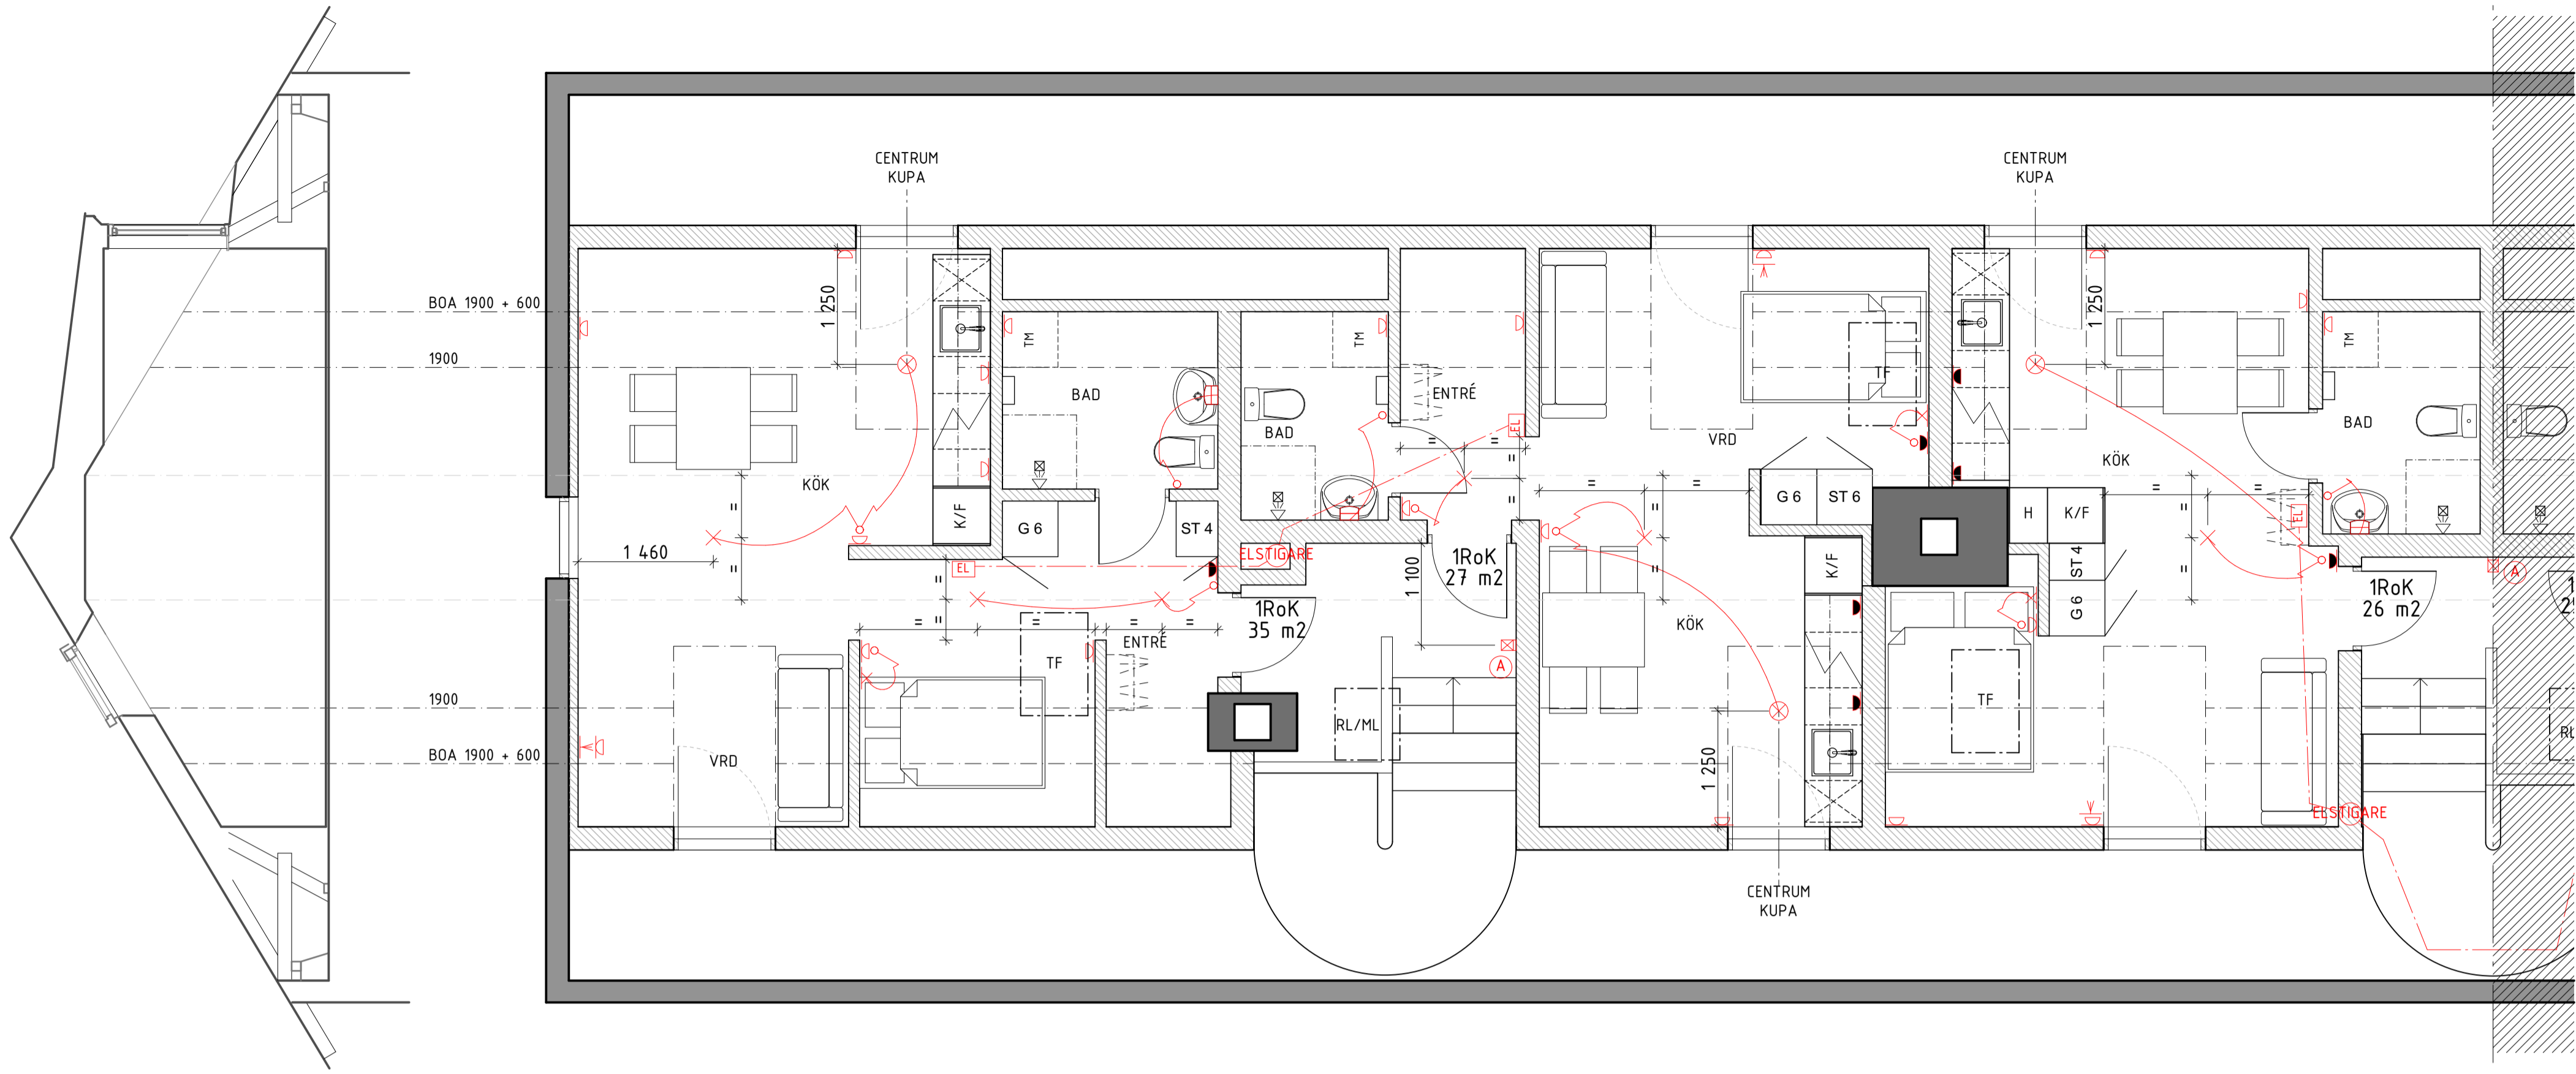 CENTRUM
KUPA
CENTRUM
KUPA
BOA 1900 + 600
1 250
1 250
TM
TM
TM
1900
TF
BAD
ENTRÉ
BAD
EL
VRD
BAD
KÖK
KÖK
G 6
ST 6
K/F
G 6
ST 4
H
K/F
EL
1 460
ELSTIGARE
EL
1RoK
27 m2
1 100
K/F
ST 4
G 6
A
1RoK
26 m2
1RoK
35 m2
KÖK
ENTRÉ
TF
A
1900
TF
RL/ML
BOA 1900 + 600
VRD
1 250
ELSTIGARE
CENTRUM
KUPA